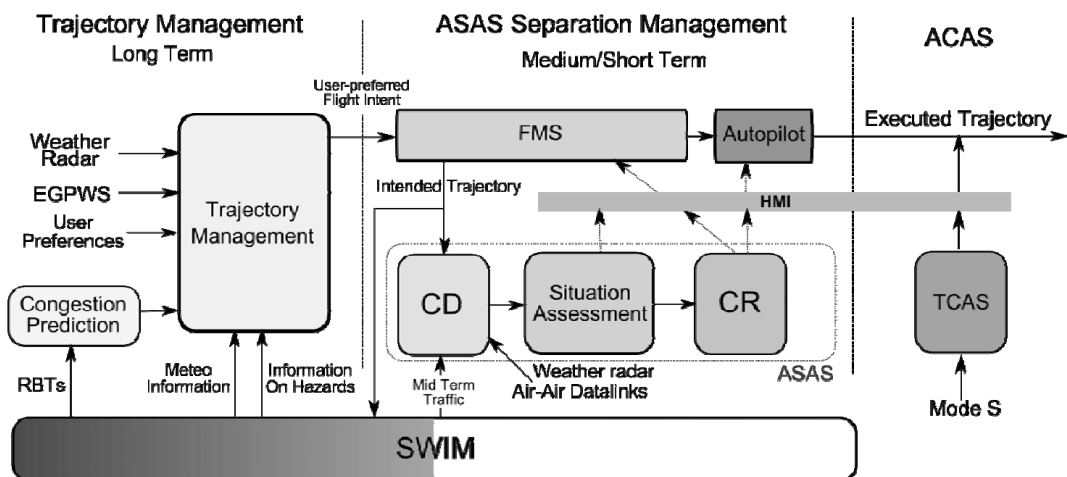 Trajectory Management
Long Term
ASAS Separation Management
Medium/Short Term
ACAS
User-preferred
Flight Intent
Weather
Radar
EGPWS
User
Preferences
Trajectory
Management
Congestion
Prediction
RBTs
Meteo
Information
Information
On Hazards
FMS
Autopilot
Executed Trajectory
Intended Trajectory
HMI
CD
Situation
Assessment
CR
ASAS
Mid Term
Traffic
Weather radar
Air-Air Datalinks
TCAS
Mode S
SWIM